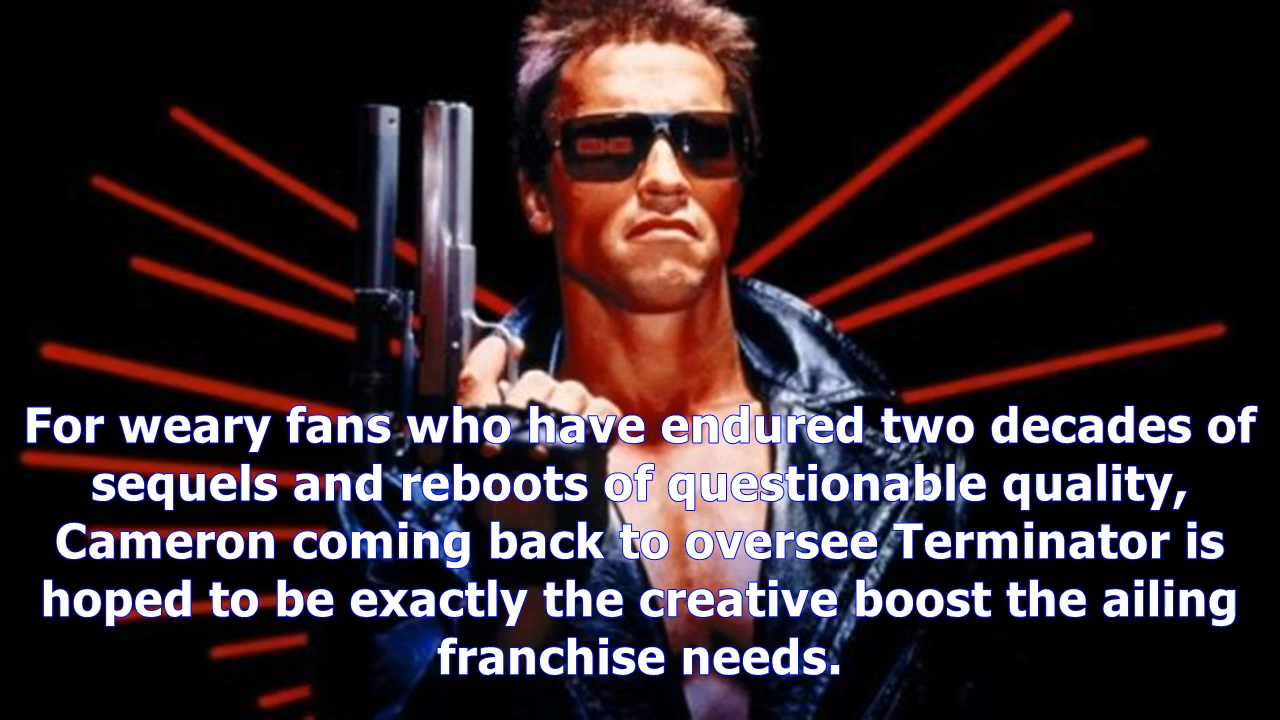 For weary fans who have endured two decades of
sequels and reboots of questionable quality,
Cameron coming back to oversee Terminator is
hoped to be exactly the creative boost the ailing
franchise needs.